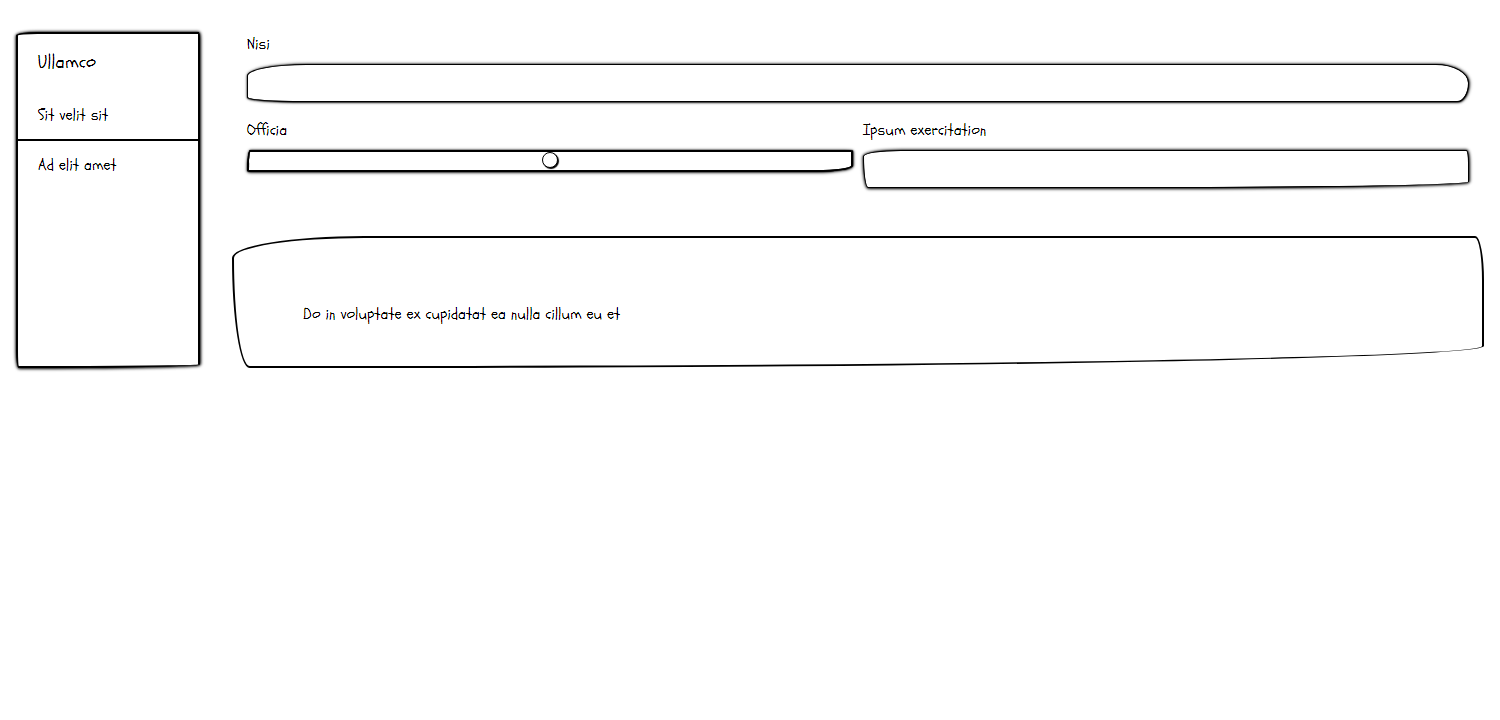 Ullamco
Sit velit sit
Ad elit amet
Nisi
Officia
Ipsum exercitation
Do in voluptate ex cupidatat ea nulla cillum eu et